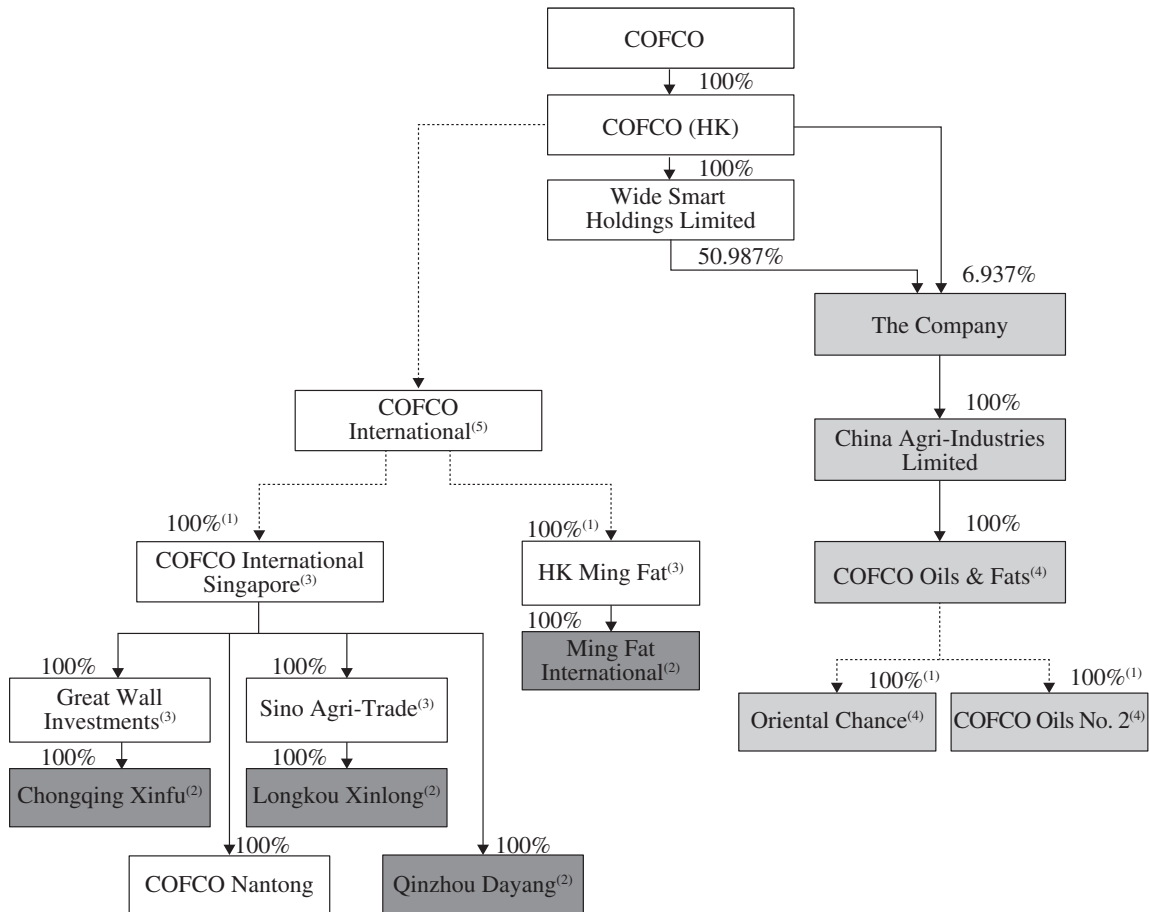 COFCO
100%
COFCO (HK)
100%
Wide Smart
Holdings Limited
50.987%
6.937%
The Company
100%
COFCO
International(5)
China Agri-Industries
Limited
100%(1)
100%(1)
100%
COFCO International
Singapore(3)
HK Ming Fat(3)
COFCO Oils & Fats(4)
100%
Ming Fat
International(2)
100%
100%
100%(1)
100%(1)
Great Wall
Investments(3)
Sino Agri-Trade(3)
Oriental Chance(4)
COFCO Oils No. 2(4)
100%
100%
Chongqing Xinfu(2)
Longkou Xinlong(2)
100%
100%
COFCO Nantong
Qinzhou Dayang(2)